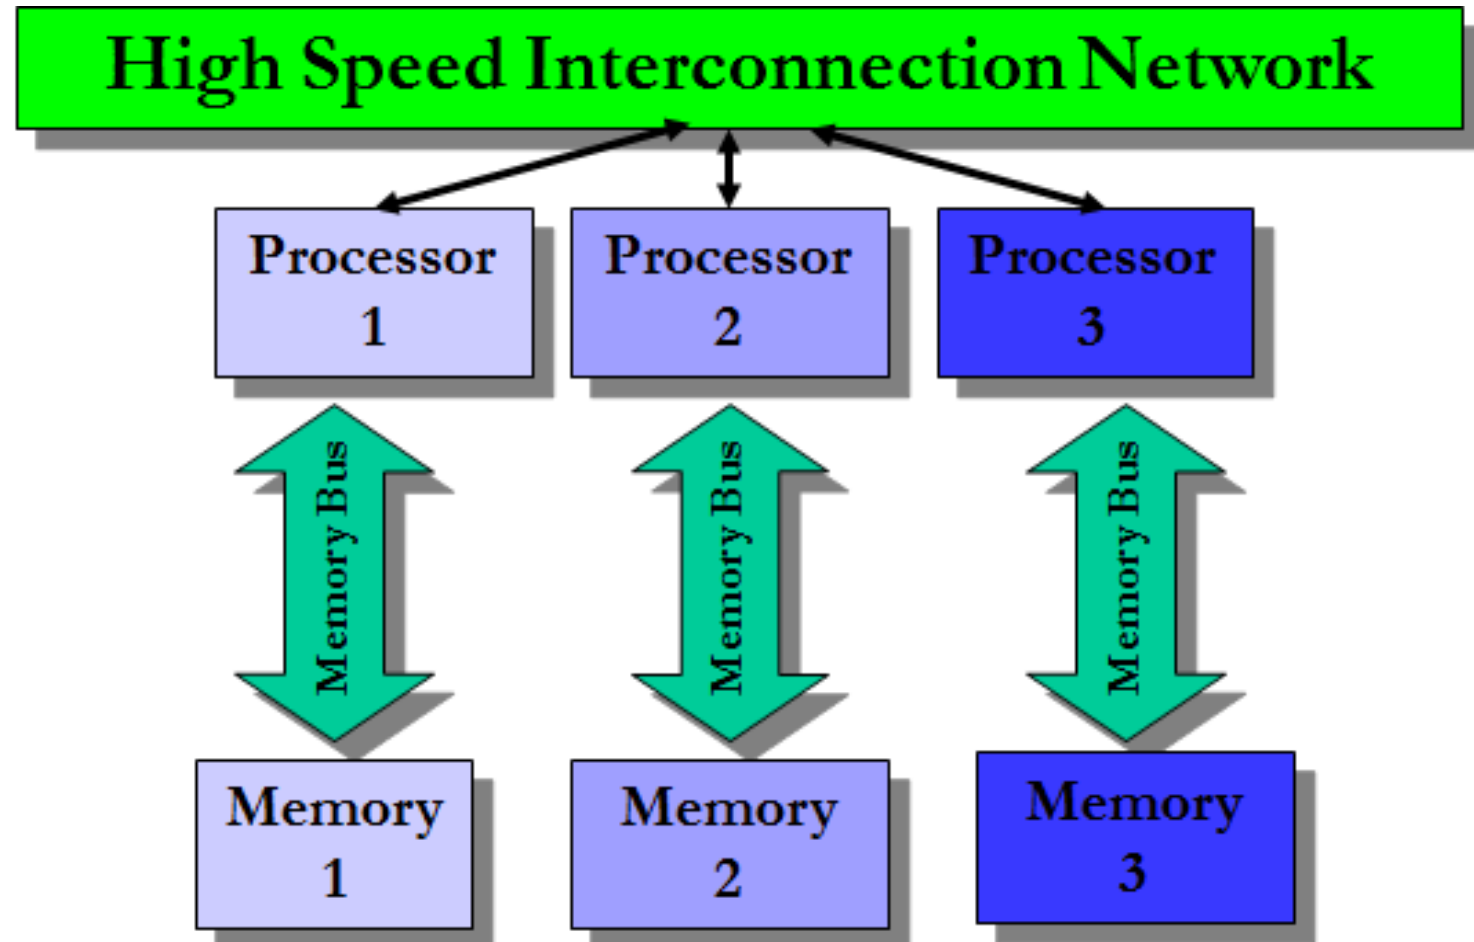 High Speed Interconnection Network
Processor
1
Processor
2
Processor
3
Memory Bus
Memory Bus
Memory Bus
Memory
1
Memory
2
Memory
3